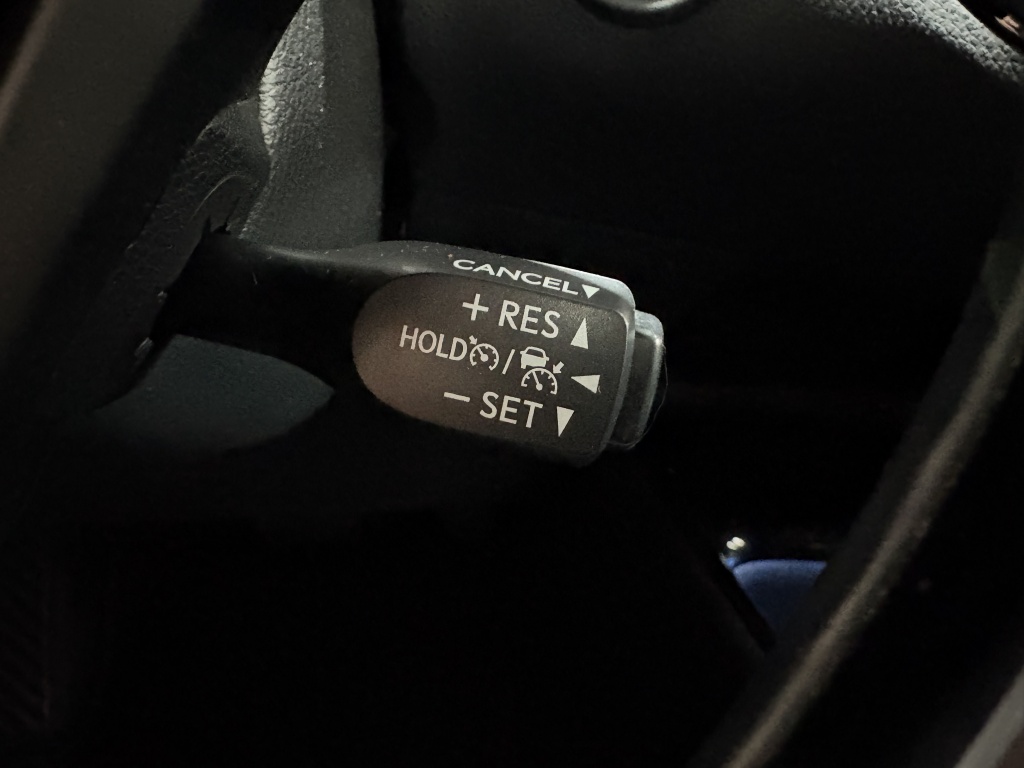 CANCEL▼
+ RES ▲
HOLD /
− SET ▼